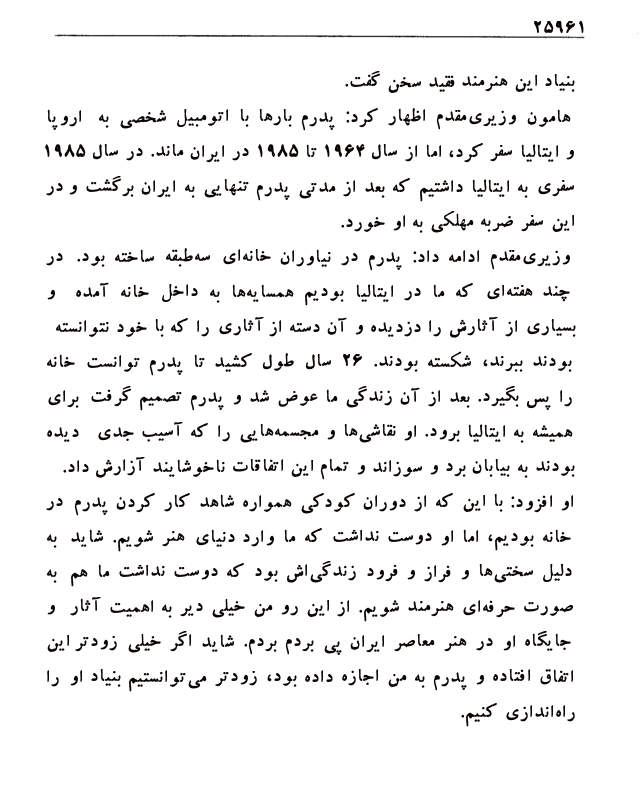 ۲۵۹۶۱
بنیاد این هنرمند فقید سخن گفت.
هامون وزیری‌مقدم اظهار کرد: پدرم بارها با اتومبیل شخصی به اروپا
و ایتالیا سفر کرد، اما از سال ۱۹۶۴ تا ۱۹۸۵ در ایران ماند. در سال ۱۹۸۵
سفری به ایتالیا داشتیم که بعد از مدتی پدرم تنهایی به ایران برگشت و در
این سفر ضربه مهلکی به او خورد.
وزیری‌مقدم ادامه داد: پدرم در نیاوران خانه‌ای سه‌طبقه ساخته بود. در
چند هفته‌ای که ما در ایتالیا بودیم همسایه‌ها به داخل خانه آمده و
بسیاری از آثارش را دزدیده و آن دسته از آثاری را که با خود نتوانسته
بودند ببرند، شکسته بودند. ۲۶ سال طول کشید تا پدرم توانست خانه
را پس بگیرد. بعد از آن زندگی ما عوض شد و پدرم تصمیم گرفت برای
همیشه به ایتالیا برود. او نقاشی‌ها و مجسمه‌هایی را که آسیب جدی دیده
بودند به بیابان برد و سوزاند و تمام این اتفاقات ناخوشایند آزارش داد.
او افزود: با این که از دوران کودکی همواره شاهد کار کردن پدرم در
خانه بودیم، اما او دوست نداشت که ما وارد دنیای هنر شویم. شاید به
دلیل سختی‌ها و فراز و فرود زندگی‌اش بود که دوست نداشت ما هم به
صورت حرفه‌ای هنرمند شویم. از این رو من خیلی دیر به اهمیت آثار و
جایگاه او در هنر معاصر ایران پی بردم بردم. شاید اگر خیلی زودتر این
اتفاق افتاده و پدرم به من اجازه داده بود، زودتر می‌توانستیم بنیاد او را
راه‌اندازی کنیم.